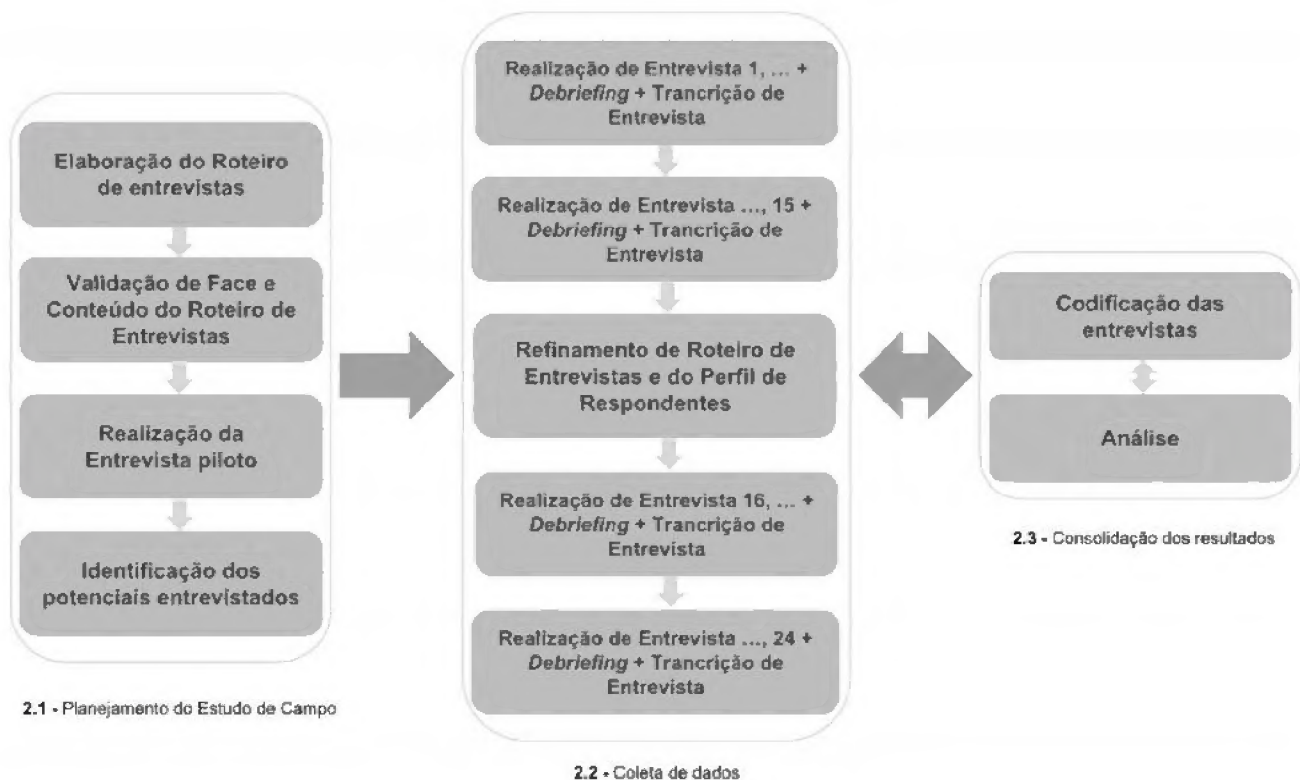 Elaboração do Roteiro
de entrevistas
Validação de Face e
Conteúdo do Roteiro de
Entrevistas
Realização da
Entrevista piloto
Identificação dos
potenciais entrevistados
2.1 - Planejamento do Estudo de Campo
Realização de Entrevista 1, ... +
Debriefing + Trancrição de
Entrevista
Realização de Entrevista ..., 15 +
Debriefing + Trancrição de
Entrevista
Refinamento de Roteiro de
Entrevistas e do Perfil de
Respondentes
Realização de Entrevista 16, ... +
Debriefing + Trancrição de
Entrevista
Realização de Entrevista ..., 24 +
Debriefing + Trancrição de
Entrevista
2.2 - Coleta de dados
Codificação das
entrevistas
Análise
2.3 - Consolidação dos resultados